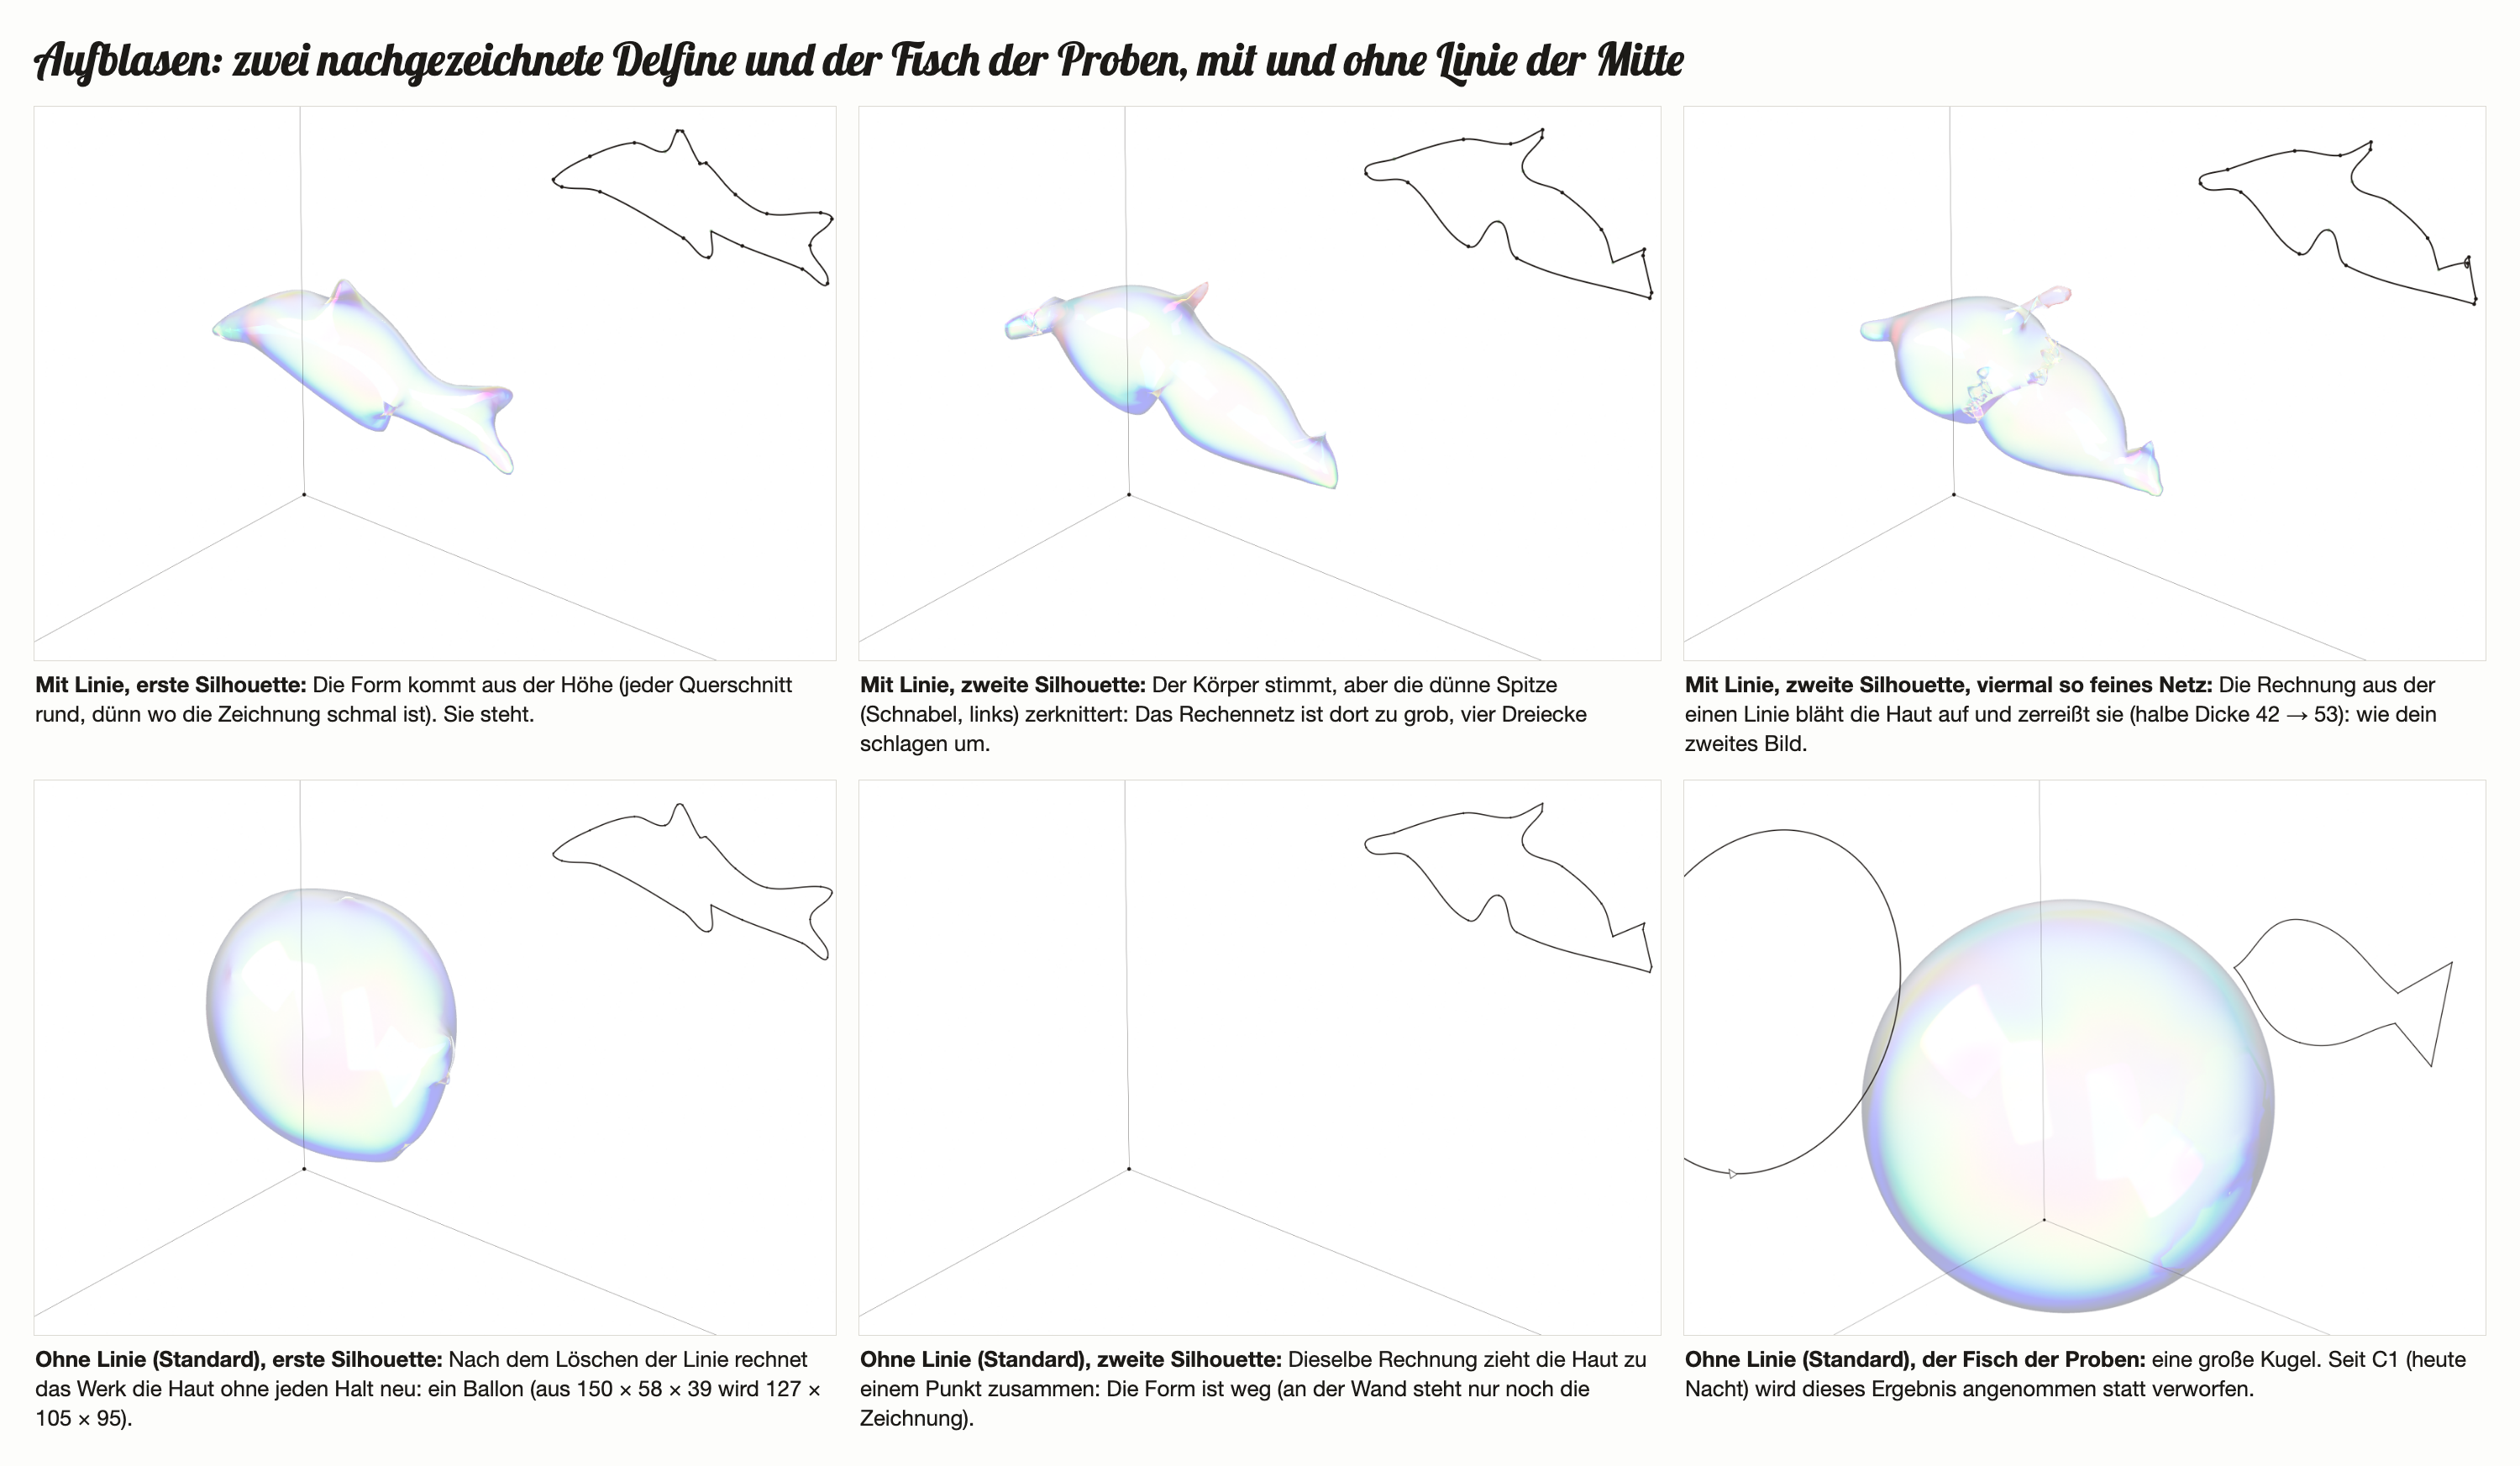 Aufblasen: zwei nachgezeichnete Delfine und der Fisch der Proben, mit und ohne Linie der Mitte
Mit Linie, erste Silhouette: Die Form kommt aus der Höhe (jeder Querschnitt
rund, dünn wo die Zeichnung schmal ist). Sie steht.
Mit Linie, zweite Silhouette: Der Körper stimmt, aber die dünne Spitze
(Schnabel, links) zerknittert: Das Rechennetz ist dort zu grob, vier Dreiecke
schlagen um.
Mit Linie, zweite Silhouette, viermal so feines Netz: Die Rechnung aus der
einen Linie bläht die Haut auf und zerreißt sie (halbe Dicke 42 → 53): wie dein
zweites Bild.
Ohne Linie (Standard), erste Silhouette: Nach dem Löschen der Linie rechnet
das Werk die Haut ohne jeden Halt neu: ein Ballon (aus 150 × 58 × 39 wird 127 ×
105 × 95).
Ohne Linie (Standard), zweite Silhouette: Dieselbe Rechnung zieht die Haut zu
einem Punkt zusammen: Die Form ist weg (an der Wand steht nur noch die
Zeichnung).
Ohne Linie (Standard), der Fisch der Proben: eine große Kugel. Seit C1 (heute
Nacht) wird dieses Ergebnis angenommen statt verworfen.